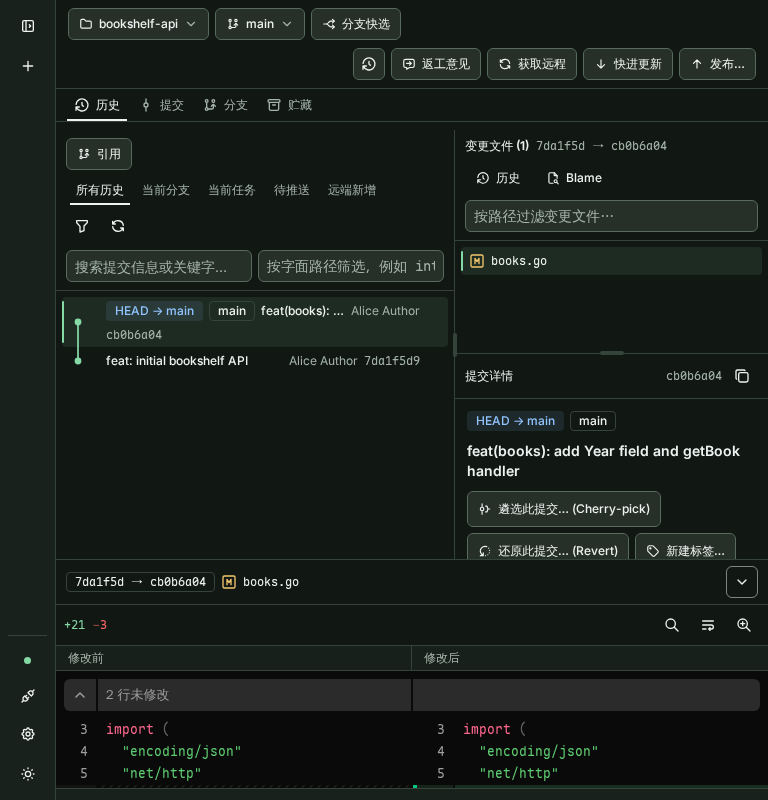 bookshelf-api
main
分支快选
返工意见
获取远程
快进更新
发布...
历史
提交
分支
贮藏
引用
所有历史
当前分支
当前任务
待推送
远端新增
搜索提交信息或关键字...
按字面路径筛选, 例如 int
HEAD → main main feat(books): ... Alice Author
cb0b6a04
feat: initial bookshelf API Alice Author 7da1f5d9
变更文件 (1) 7da1f5d → cb0b6a04
历史
Blame
按路径过滤变更文件…
M books.go
提交详情 cb0b6a04
HEAD → main main
feat(books): add Year field and getBook
handler
遴选此提交... (Cherry-pick)
还原此提交... (Revert)
新建标签...
7da1f5d → cb0b6a04 M books.go
+21 −3
修改前
修改后
2 行未修改
3 import (
4 "encoding/json"
5 "net/http"
3 import (
4 "encoding/json"
5 "net/http"